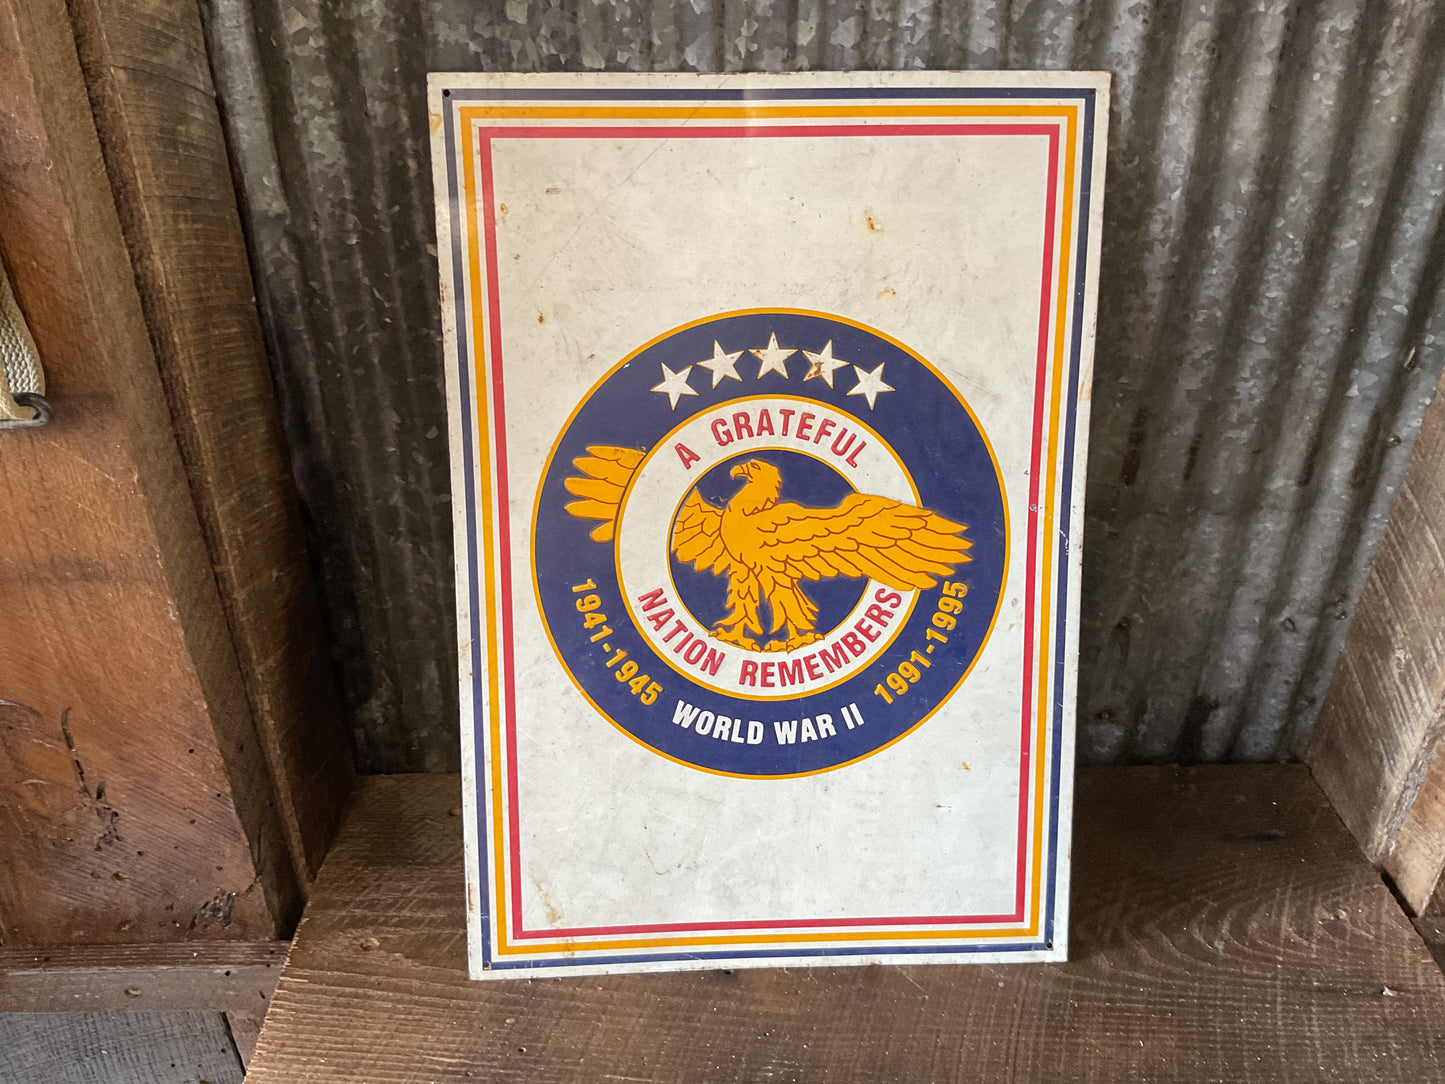 A GRATEFUL
NATION REMEMBERS
1941-1945
WORLD WAR II
1991-1995